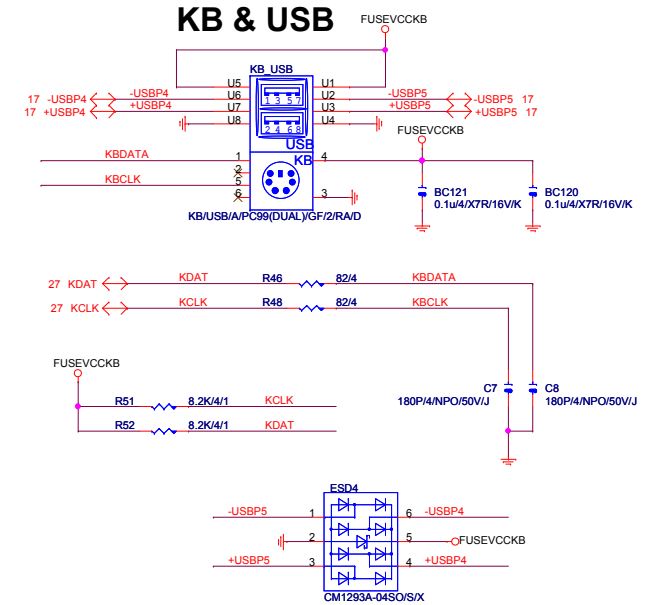 KB & USB
FUSEVCCKB
KB_USB
U5 U1
17 -USBP4 -USBP4 U6 U2 -USBP5 -USBP5 17
17 +USBP4 +USBP4 U7 U3 +USBP5 +USBP5 17
U8 U4
1 3 5 7
2 4 6 8
USB
FUSEVCCKB
KBDATA 1 KB 4
2
KBCLK 5
6 3
KB/USB/A/PC99(DUAL)/GF/2/RA/D
BC121 BC120
0.1u/4/X7R/16V/K 0.1u/4/X7R/16V/K
27 KDAT KDAT R46 82/4 KBDATA
27 KCLK KCLK R48 82/4 KBCLK
FUSEVCCKB
C7 C8
180P/4/NPO/50V/J 180P/4/NPO/50V/J
R51 8.2K/4/1 KCLK
R52 8.2K/4/1 KDAT
ESD4
-USBP5 1 6 -USBP4
2 5 FUSEVCCKB
+USBP5 3 4 +USBP4
CM1293A-04SO/S/X